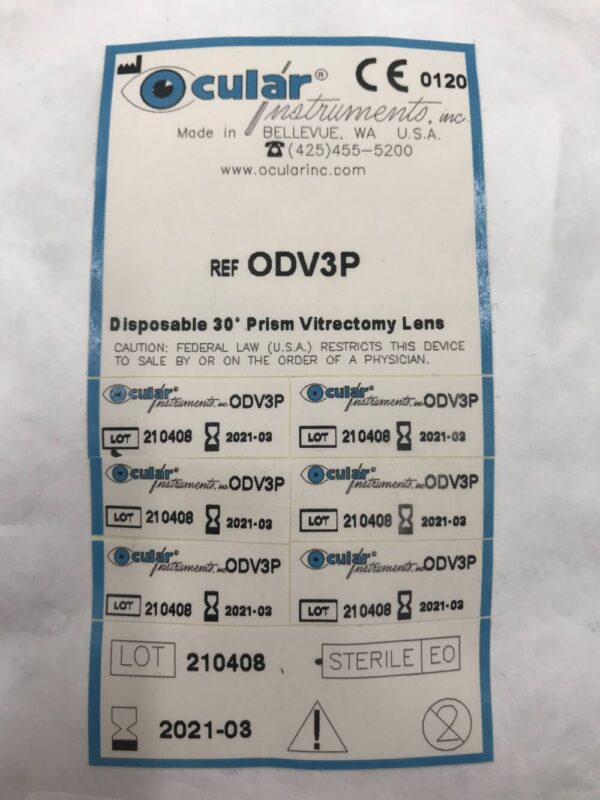 Ocular®
Instruments, inc.
CE 0120
Made in BELLEVUE, WA U.S.A.
☎(425)455-5200
www.ocularinc.com
REF ODV3P
Disposable 30° Prism Vitrectomy Lens
CAUTION: FEDERAL LAW (U.S.A.) RESTRICTS THIS DEVICE
TO SALE BY OR ON THE ORDER OF A PHYSICIAN.
Ocular® Instruments, inc. ODV3P
LOT 210408 2021-03
Ocular® Instruments, inc. ODV3P
LOT 210408 2021-03
Ocular® Instruments, inc. ODV3P
LOT 210408 2021-03
Ocular® Instruments, inc. ODV3P
LOT 210408 2021-03
Ocular® Instruments, inc. ODV3P
LOT 210408 2021-03
Ocular® Instruments, inc. ODV3P
LOT 210408 2021-03
LOT 210408
STERILE EO
2021-03
2